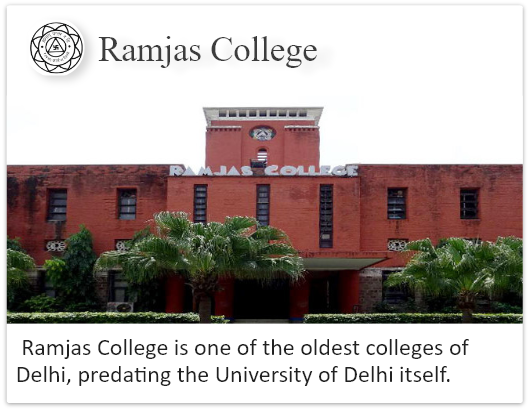 Ramjas College
RAMJAS COLLEGE
Ramjas College is one of the oldest colleges of
Delhi, predating the University of Delhi itself.